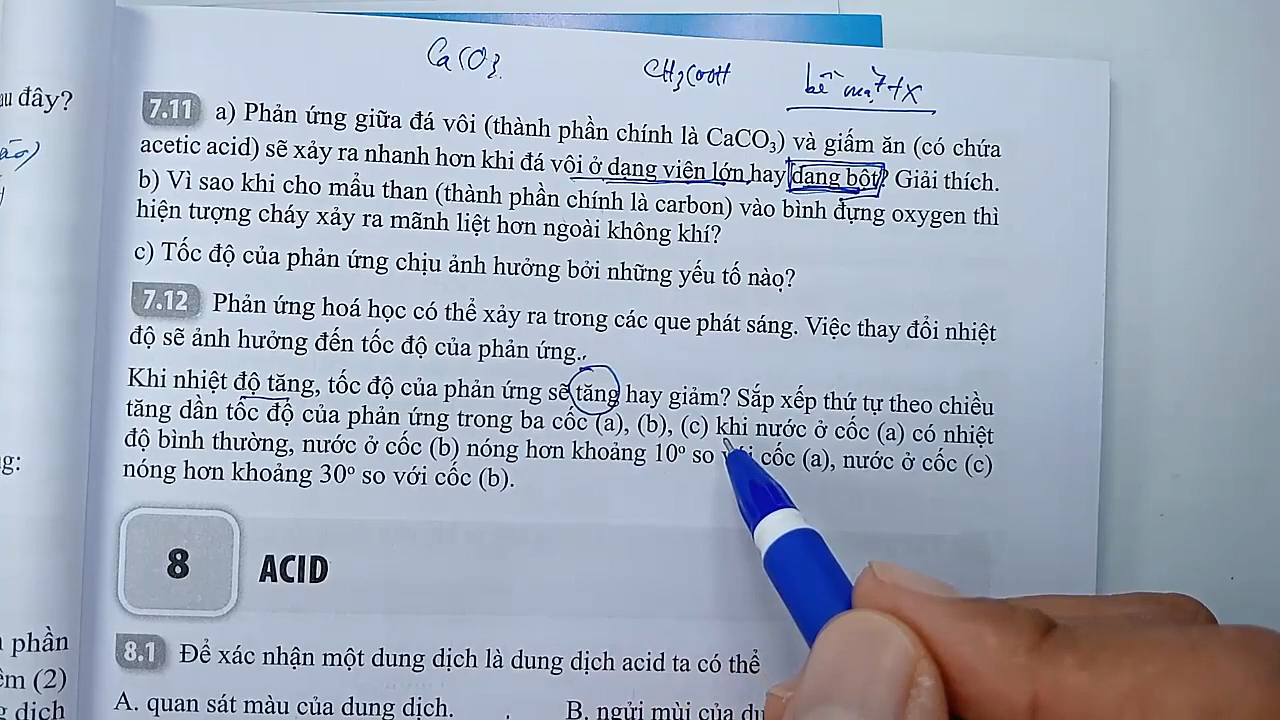 CaCO3.
CH3COOH
bề mặt tx
au đây?
7.11 a) Phản ứng giữa đá vôi (thành phần chính là CaCO₃) và giấm ăn (có chứa
acetic acid) sẽ xảy ra nhanh hơn khi đá vôi ở dạng viên lớn hay dạng bột? Giải thích.
b) Vì sao khi cho mẩu than (thành phần chính là carbon) vào bình đựng oxygen thì
hiện tượng cháy xảy ra mãnh liệt hơn ngoài không khí?
c) Tốc độ của phản ứng chịu ảnh hưởng bởi những yếu tố nào?
7.12 Phản ứng hoá học có thể xảy ra trong các que phát sáng. Việc thay đổi nhiệt
độ sẽ ảnh hưởng đến tốc độ của phản ứng.
Khi nhiệt độ tăng, tốc độ của phản ứng sẽ tăng hay giảm? Sắp xếp thứ tự theo chiều
tăng dần tốc độ của phản ứng trong ba cốc (a), (b), (c) khi nước ở cốc (a) có nhiệt
độ bình thường, nước ở cốc (b) nóng hơn khoảng 10° so với cốc (a), nước ở cốc (c)
g:
nóng hơn khoảng 30° so với cốc (b).
8 ACID
phần
8.1 Để xác nhận một dung dịch là dung dịch acid ta có thể
ệm (2)
dịch
A. quan sát màu của dung dịch. B. ngửi mùi của